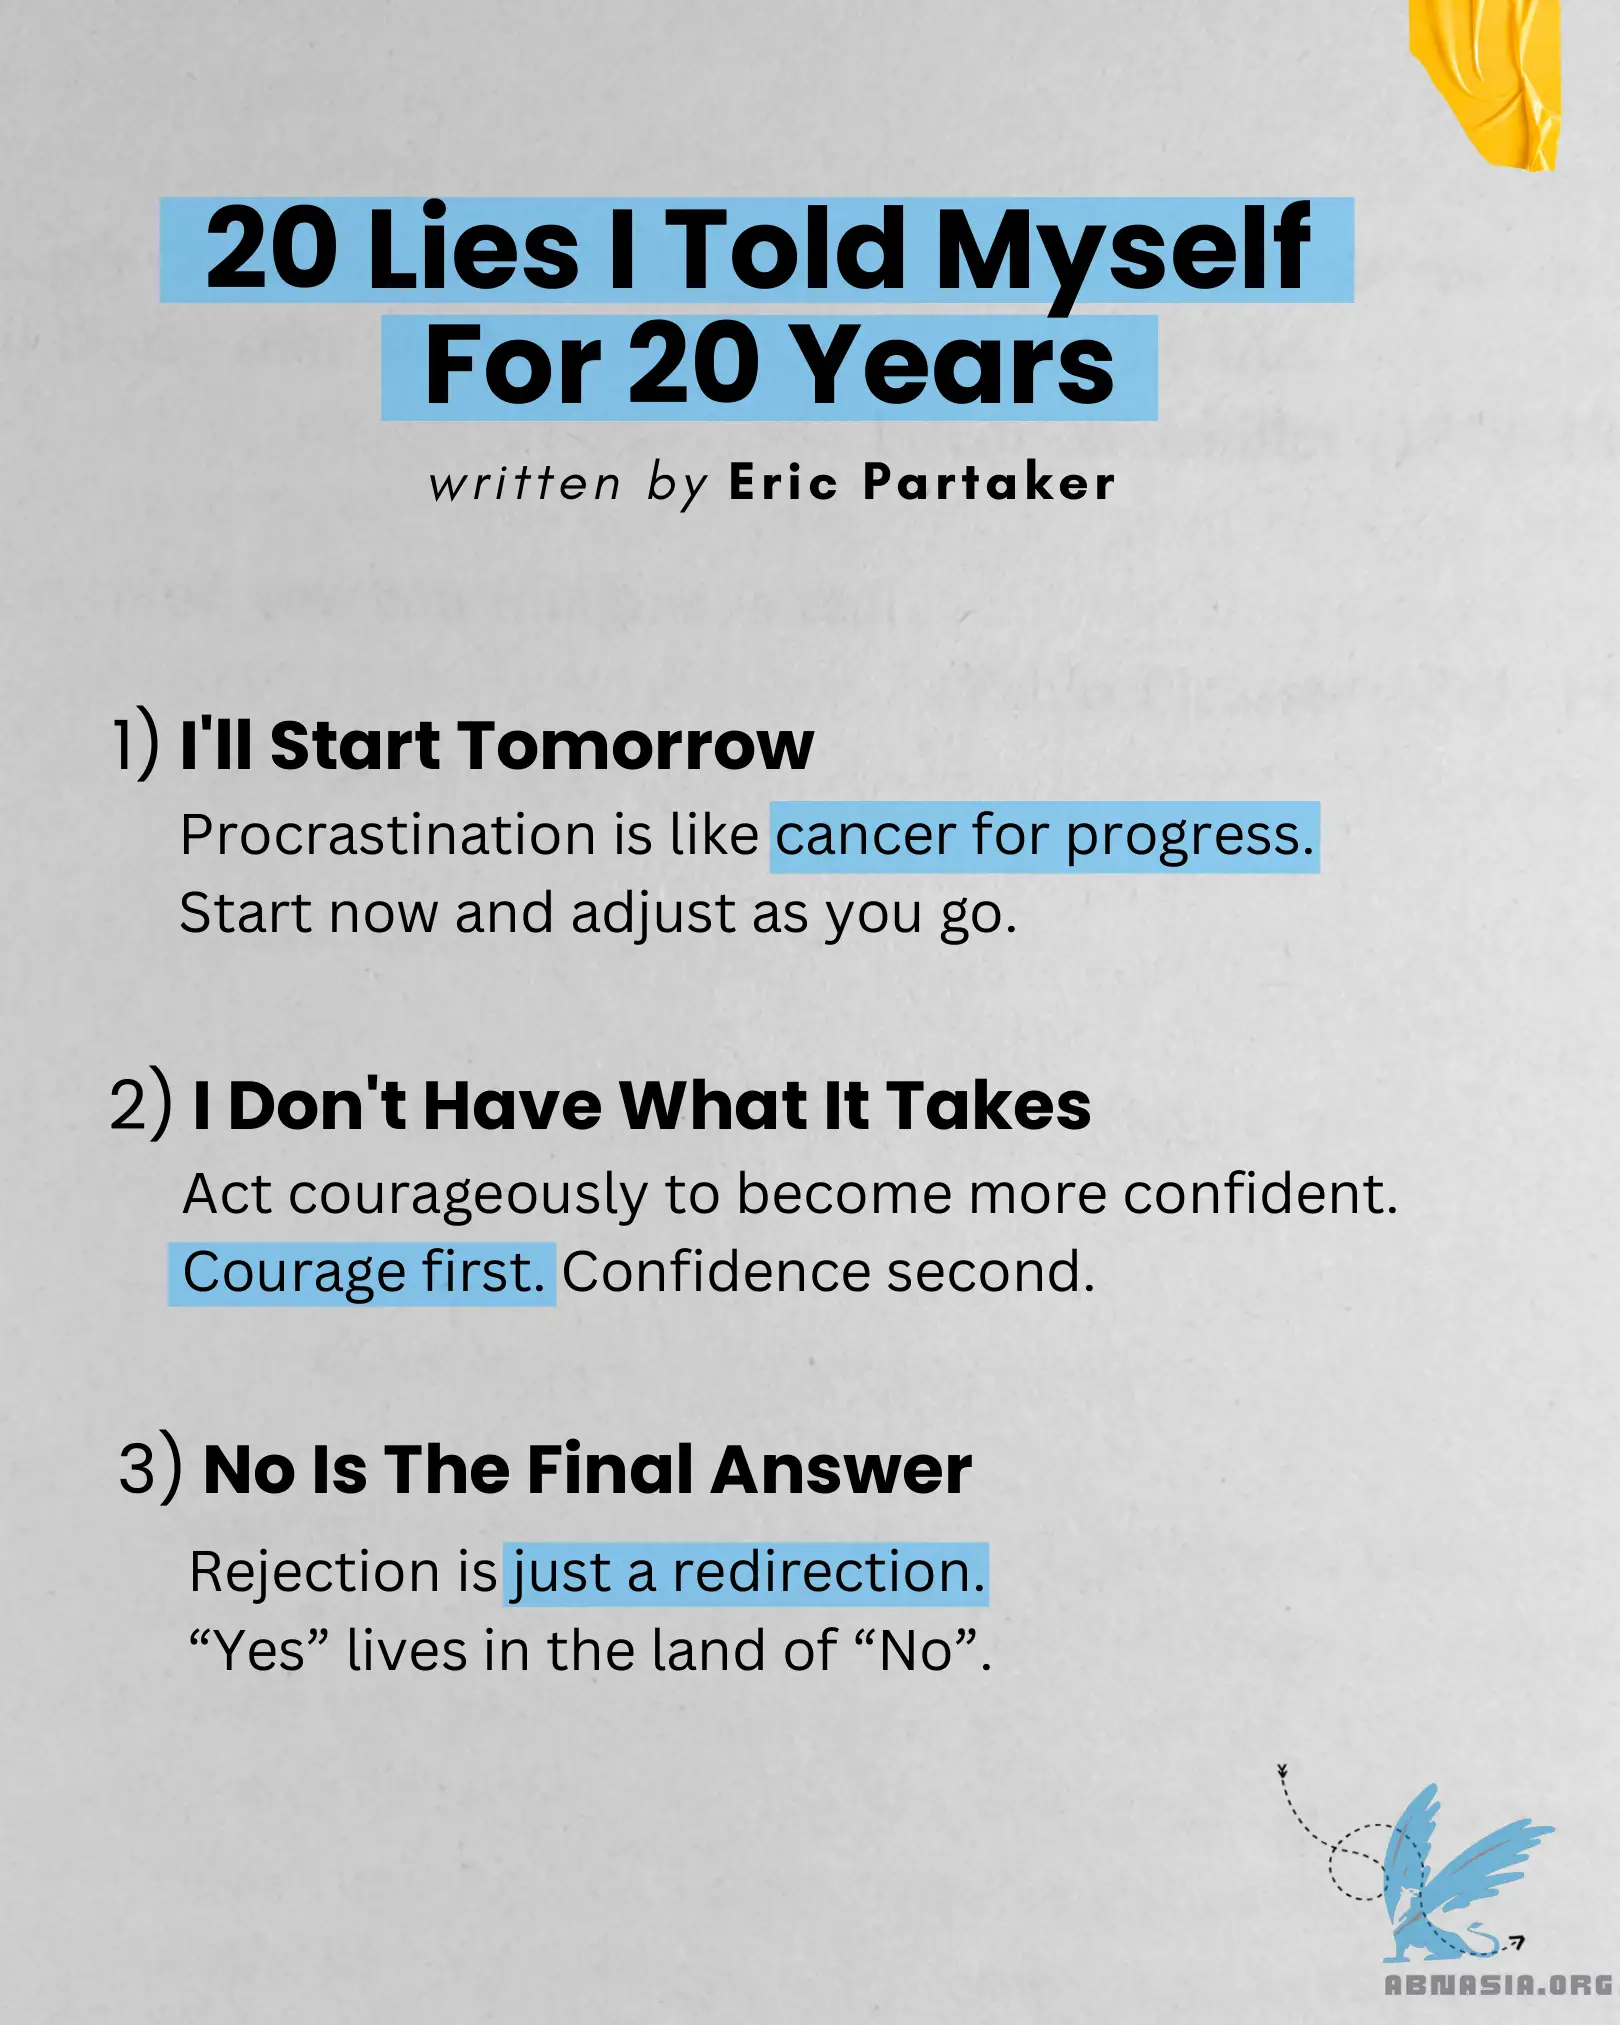 20 Lies I Told Myself
For 20 Years
written by Eric Partaker
1) I'll Start Tomorrow
Procrastination is like cancer for progress.
Start now and adjust as you go.
2) I Don't Have What It Takes
Act courageously to become more confident.
Courage first. Confidence second.
3) No Is The Final Answer
Rejection is just a redirection.
“Yes” lives in the land of “No”.
ABNASIA.ORG